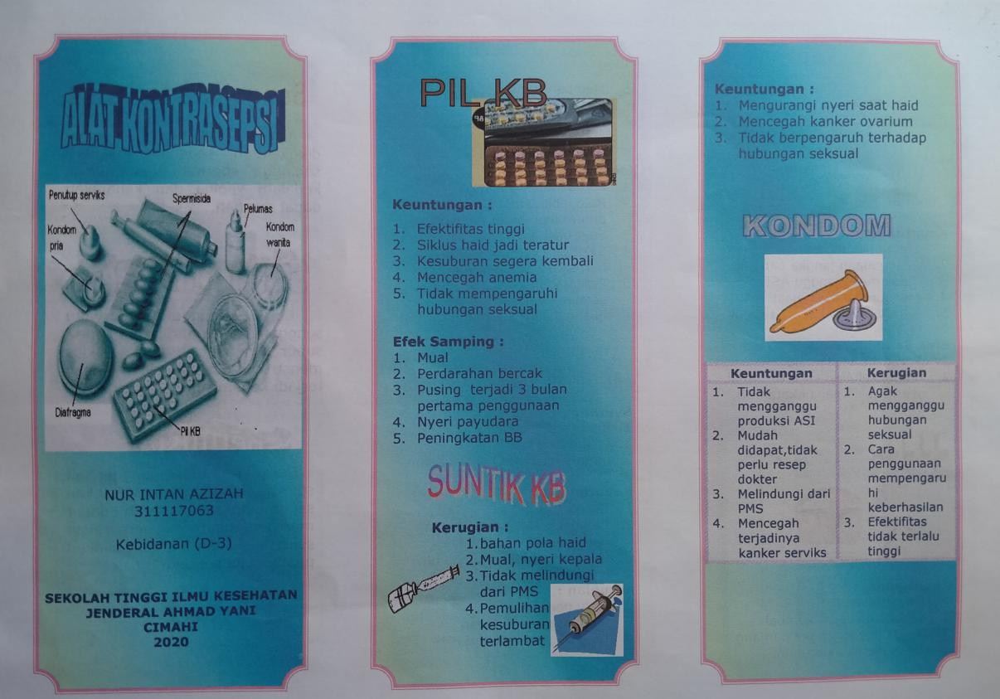 ALAT KONTRASEPSI
Penutup serviks
Spermisida
Pelumas
Kondom
pria
Kondom
wanita
Diafragma
Pil KB
NUR INTAN AZIZAH
311117063
Kebidanan (D-3)
SEKOLAH TINGGI ILMU KESEHATAN
JENDERAL AHMAD YANI
CIMAHI
2020
PIL KB
Keuntungan :
1. Efektifitas tinggi
2. Siklus haid jadi teratur
3. Kesuburan segera kembali
4. Mencegah anemia
5. Tidak mempengaruhi
hubungan seksual
Efek Samping :
1. Mual
2. Perdarahan bercak
3. Pusing terjadi 3 bulan
pertama penggunaan
4. Nyeri payudara
5. Peningkatan BB
SUNTIK KB
Kerugian :
1. bahan pola haid
2. Mual, nyeri kepala
3. Tidak melindungi
dari PMS
4. Pemulihan
kesuburan
terlambat
Keuntungan :
1. Mengurangi nyeri saat haid
2. Mencegah kanker ovarium
3. Tidak berpengaruh terhadap
hubungan seksual
KONDOM
Keuntungan
1. Tidak
mengganggu
produksi ASI
2. Mudah
didapat,tidak
perlu resep
dokter
3. Melindungi dari
PMS
4. Mencegah
terjadinya
kanker serviks
Kerugian
1. Agak
mengganggu
hubungan
seksual
2. Cara
penggunaan
mempengaru
hi
keberhasilan
3. Efektifitas
tidak terlalu
tinggi